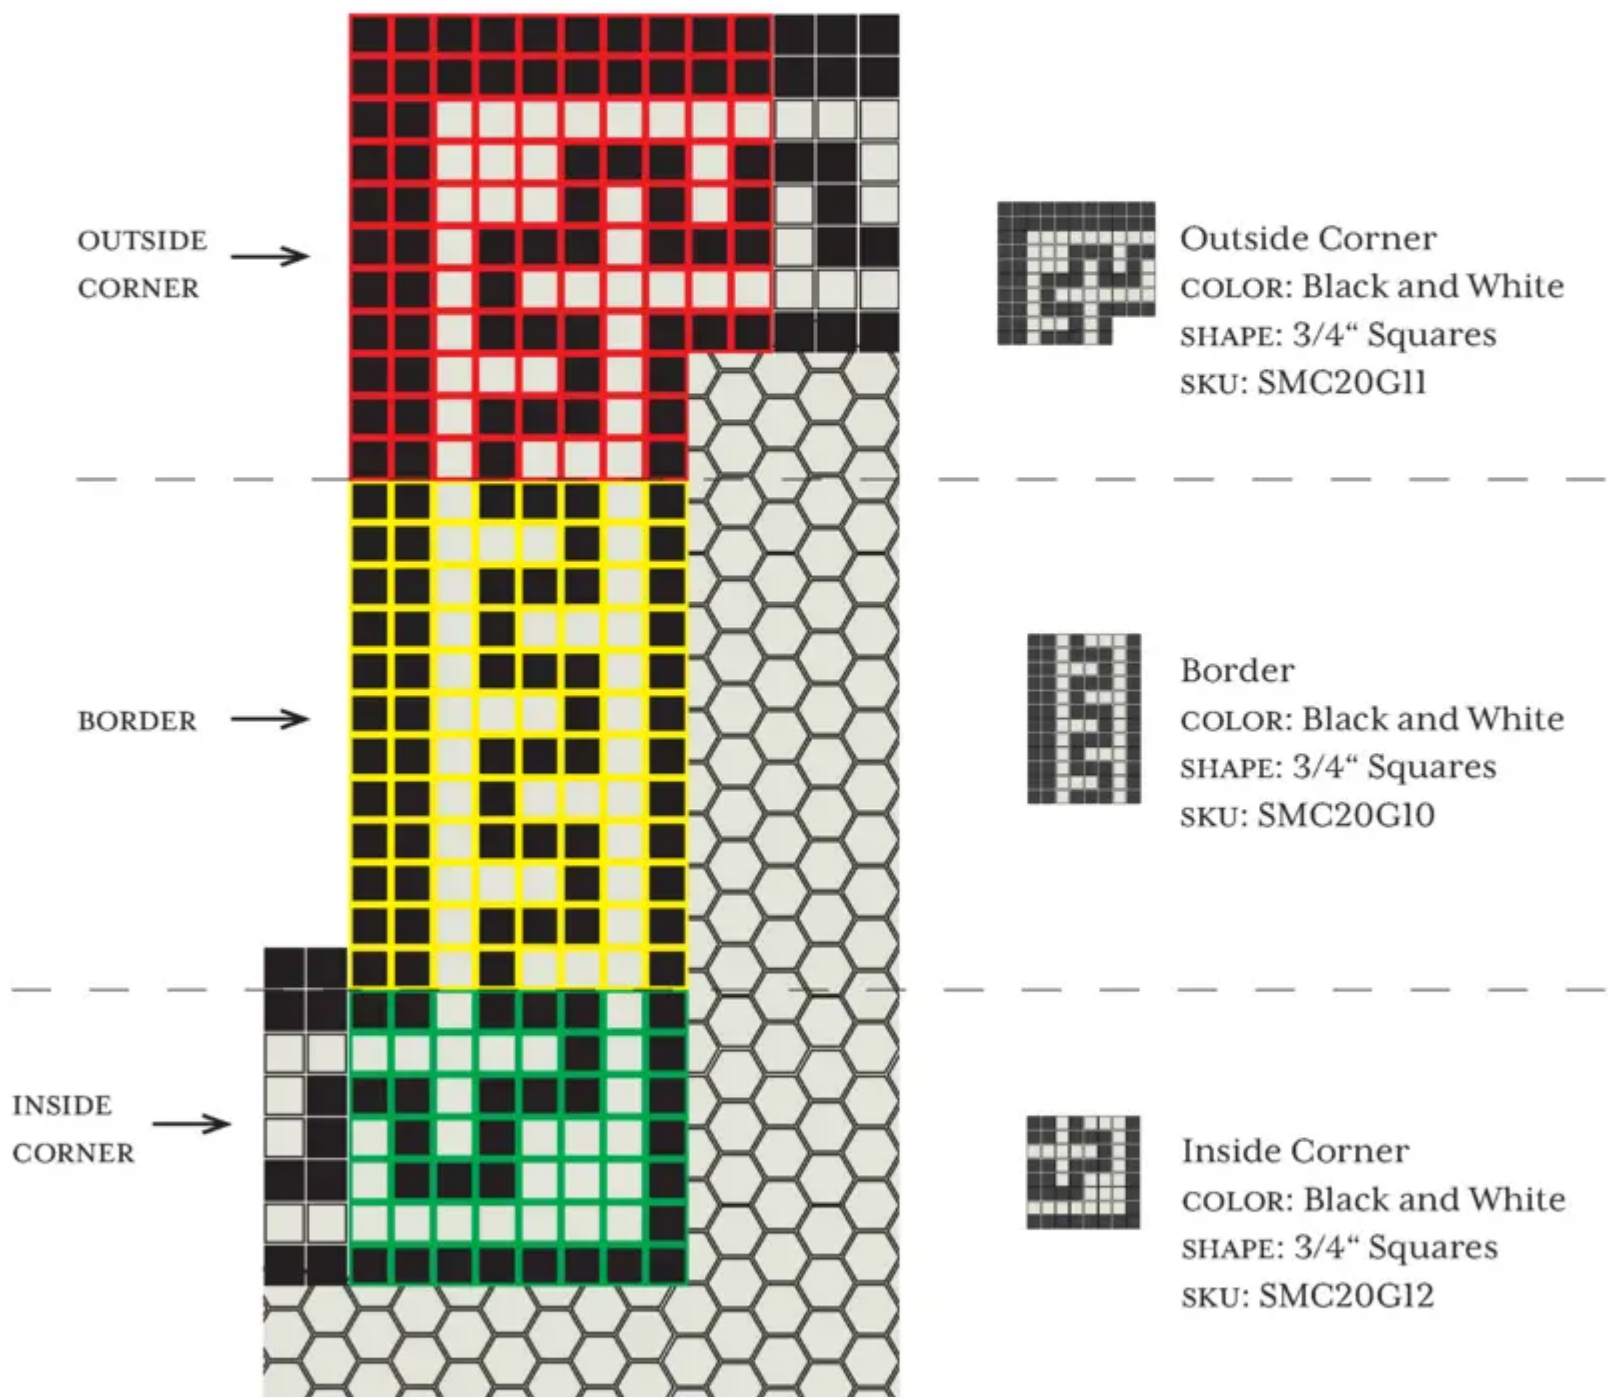 OUTSIDE
CORNER
Outside Corner
COLOR: Black and White
SHAPE: 3/4“ Squares
SKU: SMC20G11
BORDER
Border
COLOR: Black and White
SHAPE: 3/4“ Squares
SKU: SMC20G10
INSIDE
CORNER
Inside Corner
COLOR: Black and White
SHAPE: 3/4“ Squares
SKU: SMC20G12